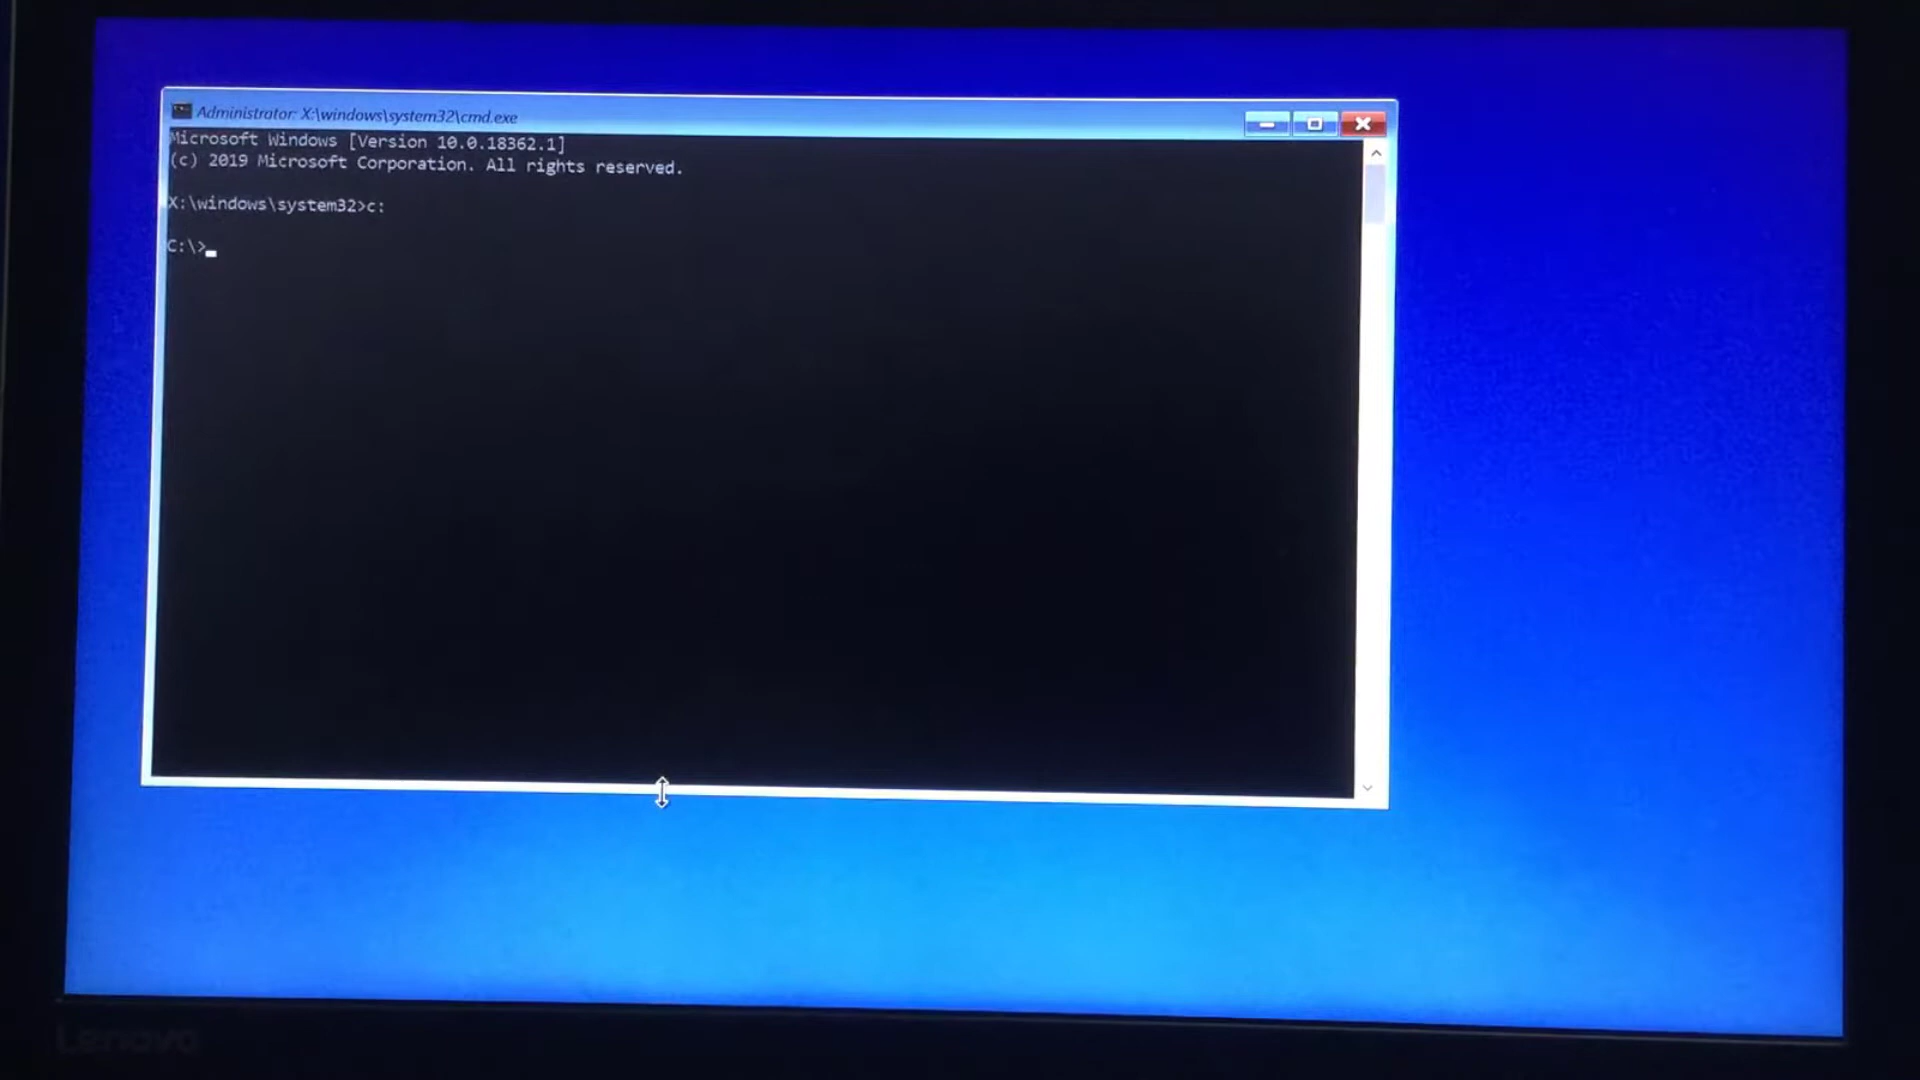 Administrator: X:\windows\system32\cmd.exe
Microsoft Windows [Version 10.0.18362.1]
(c) 2019 Microsoft Corporation. All rights reserved.
X:\windows\system32>c:
C:\>
Lenovo